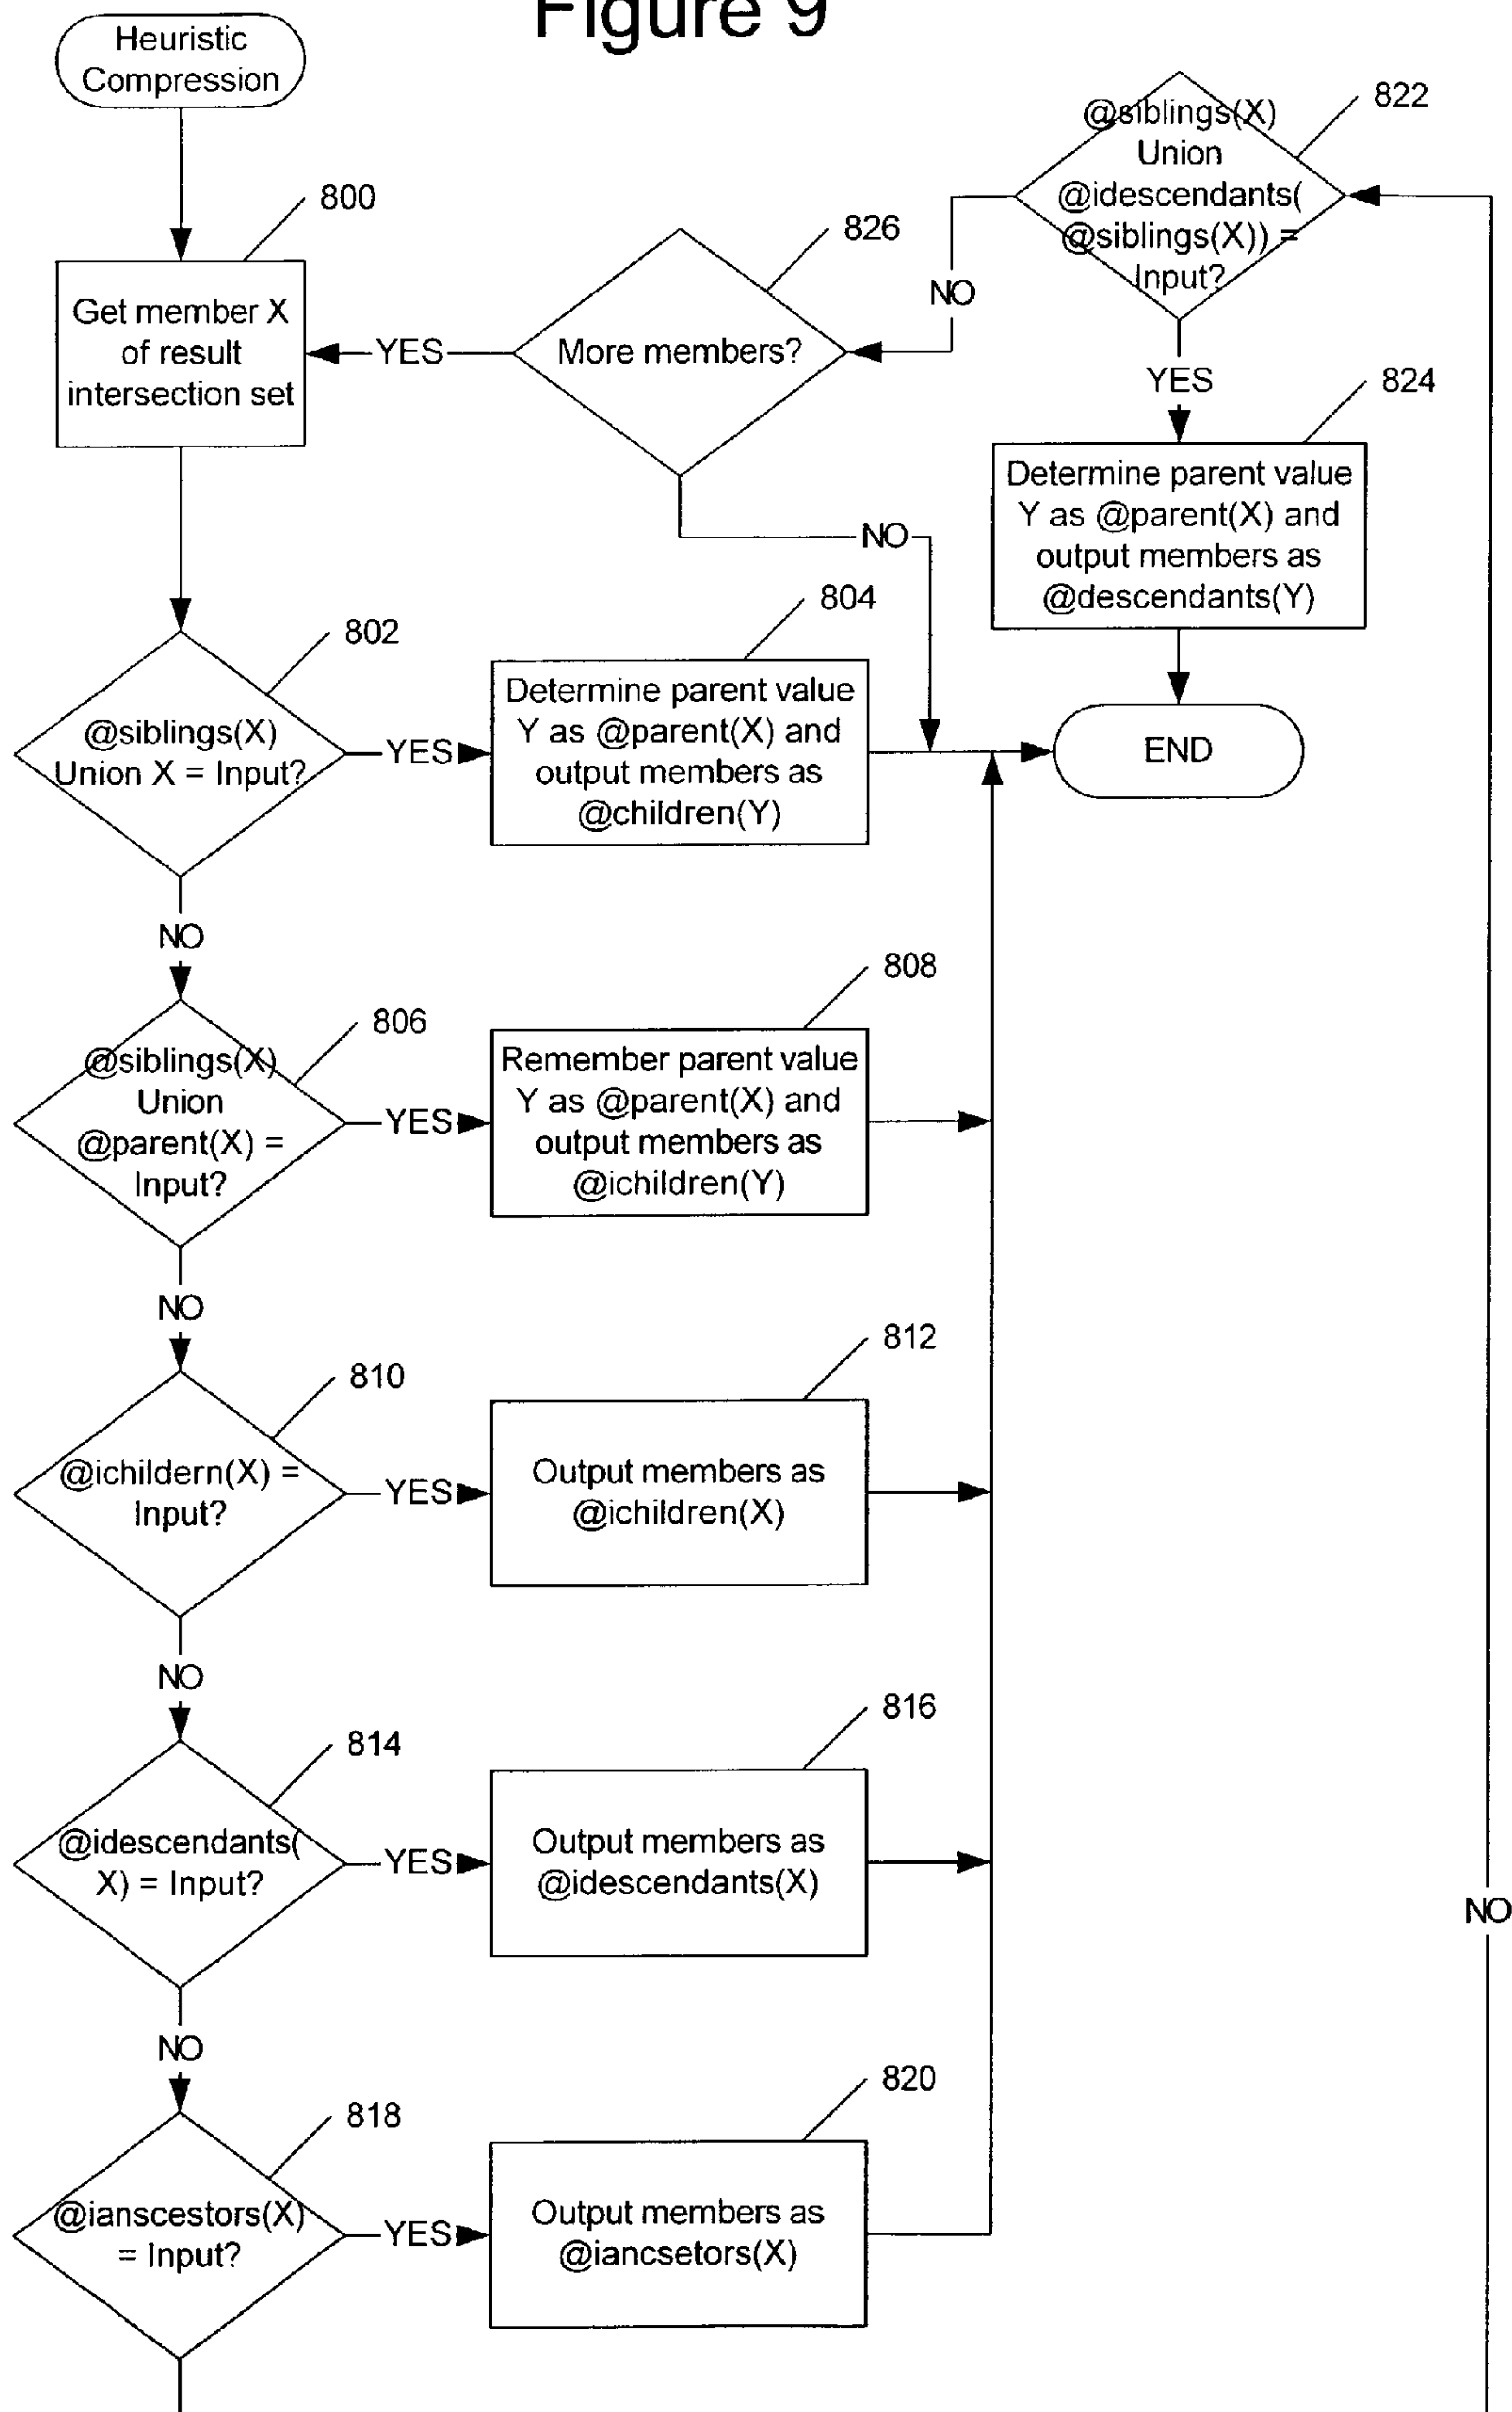 Figure 9
Heuristic
Compression
800
Get member X
of result
intersection set
YES
826
More members?
NO
822
@siblings(X)
Union
@idescendants(
@siblings(X)) =
Input?
NO
YES
824
Determine parent value
Y as @parent(X) and
output members as
@descendants(Y)
END
802
@siblings(X)
Union X = Input?
YES
804
Determine parent value
Y as @parent(X) and
output members as
@children(Y)
NO
806
@siblings(X)
Union
@parent(X) =
Input?
YES
808
Remember parent value
Y as @parent(X) and
output members as
@ichildren(Y)
NO
810
@ichildern(X) =
Input?
YES
812
Output members as
@ichildren(X)
NO
814
@idescendants(
X) = Input?
YES
816
Output members as
@idescendants(X)
NO
818
@ianscestors(X)
= Input?
YES
820
Output members as
@iancsetors(X)
NO